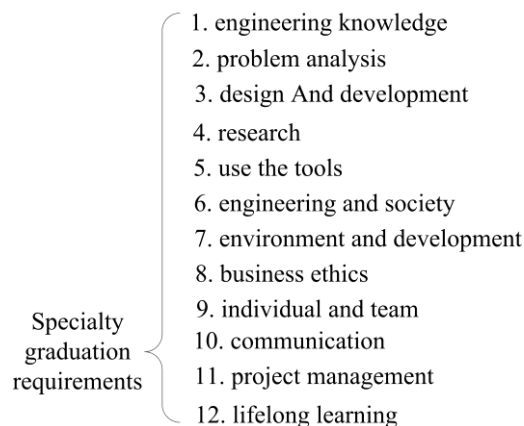 1. engineering knowledge
2. problem analysis
3. design And development
4. research
5. use the tools
6. engineering and society
7. environment and development
8. business ethics
9. individual and team
10. communication
11. project management
12. lifelong learning
Specialty
graduation
requirements